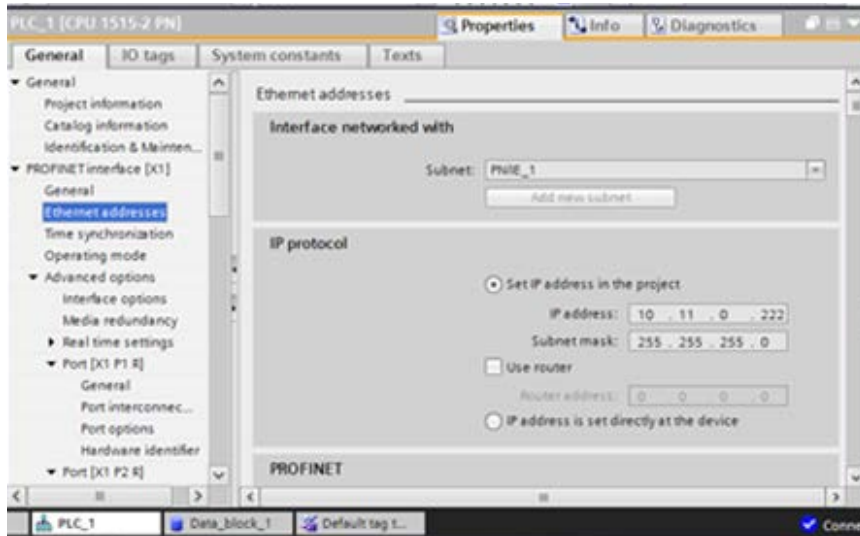 PLC_1 [CPU 1515-2 PN]
Properties
Info
Diagnostics
General
IO tags
System constants
Texts
General
Project information
Catalog information
Identification & Mainten...
PROFINET interface [X1]
General
Ethernet addresses
Time synchronization
Operating mode
Advanced options
Interface options
Media redundancy
Real time settings
Port [X1 P1 R]
General
Port interconnec...
Port options
Hardware identifier
Port [X1 P2 R]
Ethernet addresses
Interface networked with
Subnet: PN/IE_1
Add new subnet
IP protocol
Set IP address in the project
IP address: 10 . 11 . 0 . 222
Subnet mask: 255 . 255 . 255 . 0
Use router
Router address: 0 . 0 . 0 . 0
IP address is set directly at the device
PROFINET
PLC_1
Data_block_1
Default tag t...
Conne